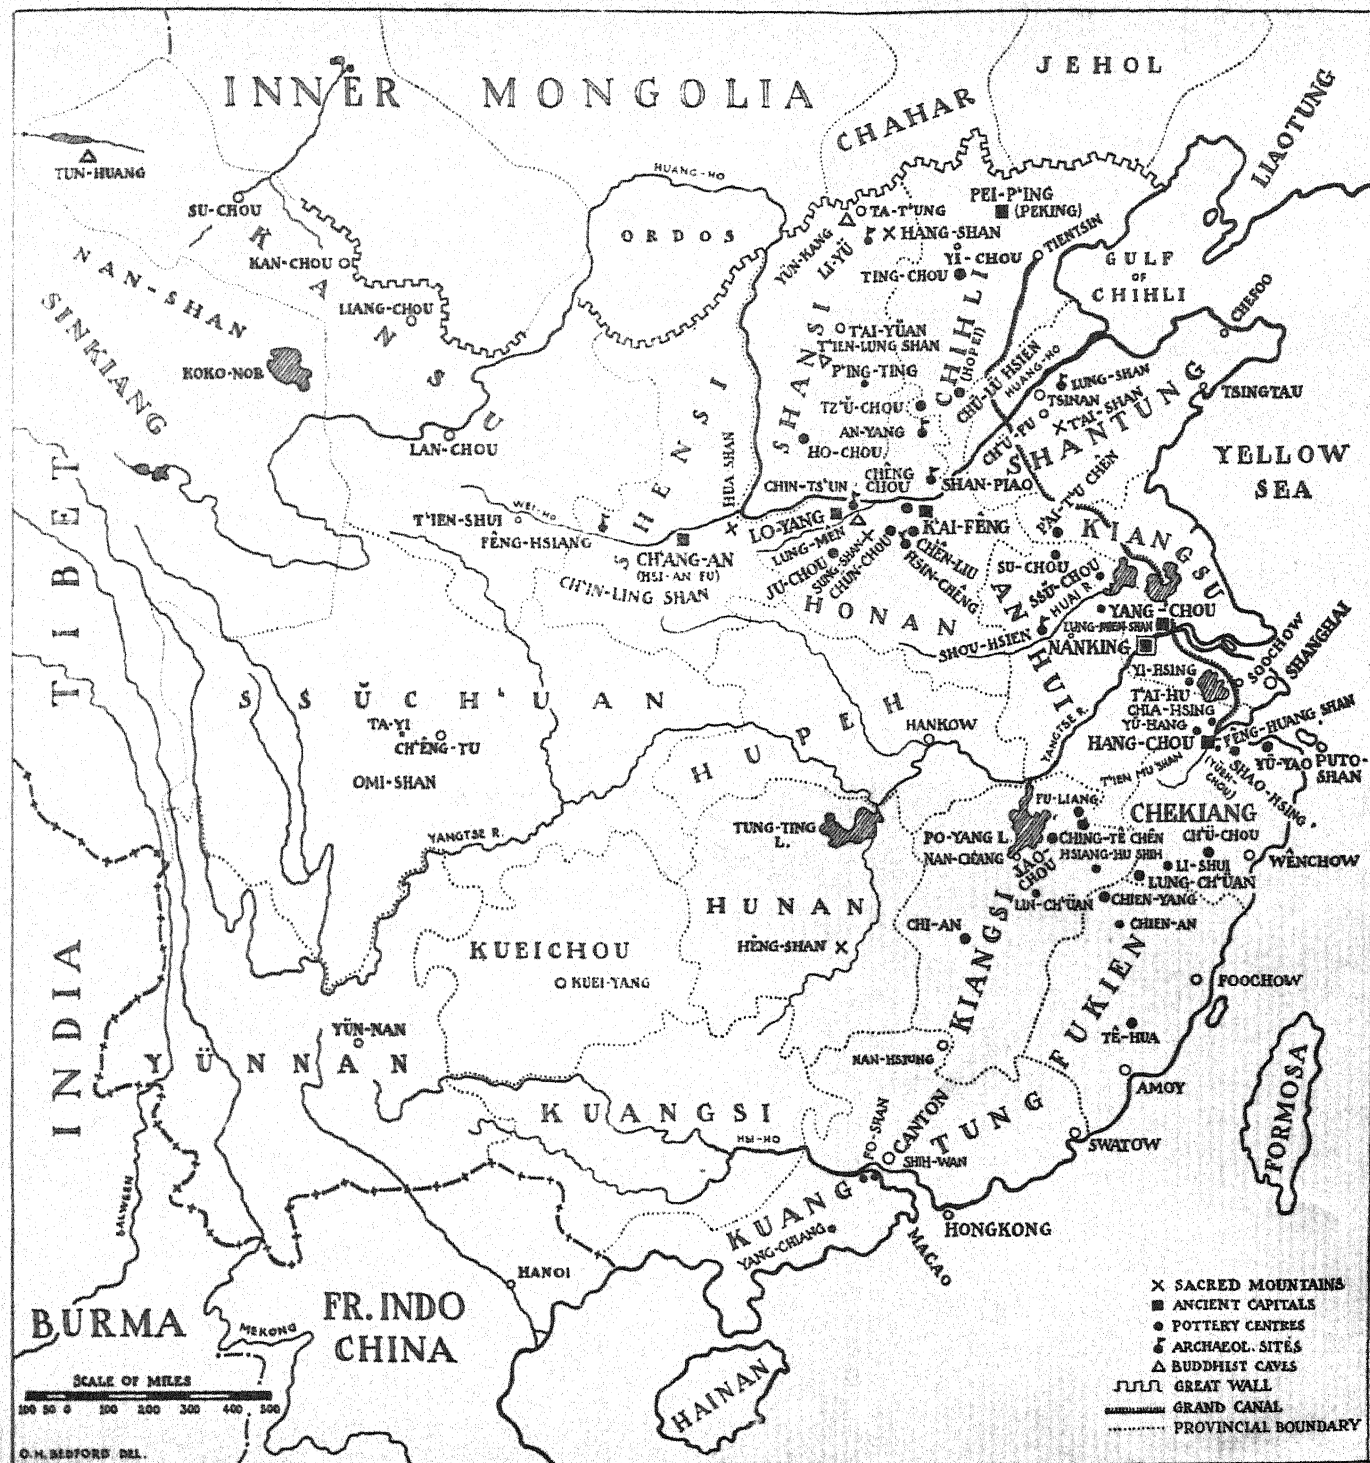 INNER MONGOLIA
JEHOL
CHAHAR
LIAOTUNG
TUN-HUANG
SU-CHOU
KANSU
KAN-CHOU
NAN-SHAN
LIANG-CHOU
SINKIANG
KOKO-NOR
LAN-CHOU
HUANG-HO
ORDOS
PEI-P'ING
(PEKING)
TA-T'UNG
HANG-SHAN
YÜN-KANG
LI-YÜ
YI-CHOU
TIENTSIN
TING-CHOU
GULF
OF
CHIHLI
CHEFOO
SHANSI
CHIHLI
(HOPEI)
T'AI-YÜAN
T'IEN-LUNG SHAN
P'ING-TING
CHÜ-LU HSIEN
HUANG-HO
LUNG-SHAN
TSINAN
T'AI-SHAN
CH'Ü-FU
SHANTUNG
TSINGTAU
TZ'Ŭ-CHOU
AN-YANG
HO-CHOU
HENSI
HUA SHAN
YELLOW
SEA
CHIN-TS'UN
CHÊNG
CHOU
SHAN-PIAO
PAI-T'U CHÊN
T'IEN-SHUI
WEI-HO
FÊNG-HSIANG
CH'ANG-AN
(HSI-AN FU)
CH'IN-LING SHAN
LO-YANG
LUNG-MÊN
JU-CHOU
SUNG-SHAN
CHÜN-CHOU
K'AI-FÊNG
CHÊN-LIU
HSIN-CHÊNG
HONAN
SU-CHOU
SSŬ-CHOU
HUAI R.
KIANGSU
ANHUI
SHOU-HSIEN
YANG-CHOU
NANKING
SOOCHOW
SHANGHAI
TIBET
SSŬCH'UAN
TA-YI
CH'ÊNG-TU
OMI-SHAN
HUPEH
HANKOW
YANGTSE R.
YI-HSING
T'AI-HU
CHIA-HSING
YÜ-HANG
HANG-CHOU
FENG-HUANG SHAN
T'IEN MU SHAN
(YÜEH-
CHOU)
SHAO-HSING
YÜ-YAO
PUTO-
SHAN
YANGTSE R.
TUNG-TING
L.
FU-LIANG
PO-YANG L.
CHING-TÊ CHÊN
NAN-CH'ANG
JAO-
CHOU
HSIANG-HU SHIH
CHEKIANG
CH'Ü-CHOU
LI-SHUI
WÊNCHOW
LUNG-CH'ÜAN
LIN-CH'ÜAN
CHIEN-YANG
CHIEN-AN
HUNAN
HÊNG-SHAN
CHI-AN
KIANGSI
FUKIEN
FOOCHOW
KUEICHOU
KUEI-YANG
INDIA
YÜN-NAN
YÜNNAN
NAN-HSIUNG
TÊ-HUA
AMOY
KUANGSI
HSI-HO
FO-SHAN
CANTON
SHIH-WAN
KUANG TUNG
SWATOW
FORMOSA
SALWEEN
YANG-CHIANG
MACAO
HONGKONG
HANOI
BURMA
MEKONG
FR. INDO
CHINA
HAINAN
SACRED MOUNTAINS
ANCIENT CAPITALS
POTTERY CENTRES
ARCHAEOL. SITES
BUDDHIST CAVES
GREAT WALL
GRAND CANAL
PROVINCIAL BOUNDARY
SCALE OF MILES
100 50 0 100 200 300 400 500
O.H. BEDFORD DEL.